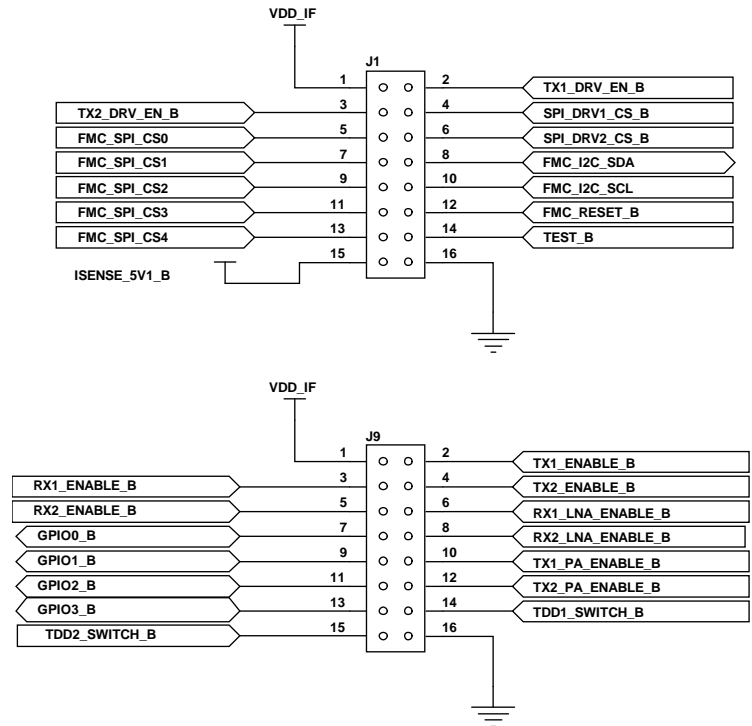 VDD_IF
J1
1 2 TX1_DRV_EN_B
TX2_DRV_EN_B 3 4 SPI_DRV1_CS_B
FMC_SPI_CS0 5 6 SPI_DRV2_CS_B
FMC_SPI_CS1 7 8 FMC_I2C_SDA
FMC_SPI_CS2 9 10 FMC_I2C_SCL
FMC_SPI_CS3 11 12 FMC_RESET_B
FMC_SPI_CS4 13 14 TEST_B
ISENSE_5V1_B 15 16
VDD_IF
J9
1 2 TX1_ENABLE_B
RX1_ENABLE_B 3 4 TX2_ENABLE_B
RX2_ENABLE_B 5 6 RX1_LNA_ENABLE_B
GPIO0_B 7 8 RX2_LNA_ENABLE_B
GPIO1_B 9 10 TX1_PA_ENABLE_B
GPIO2_B 11 12 TX2_PA_ENABLE_B
GPIO3_B 13 14 TDD1_SWITCH_B
TDD2_SWITCH_B 15 16